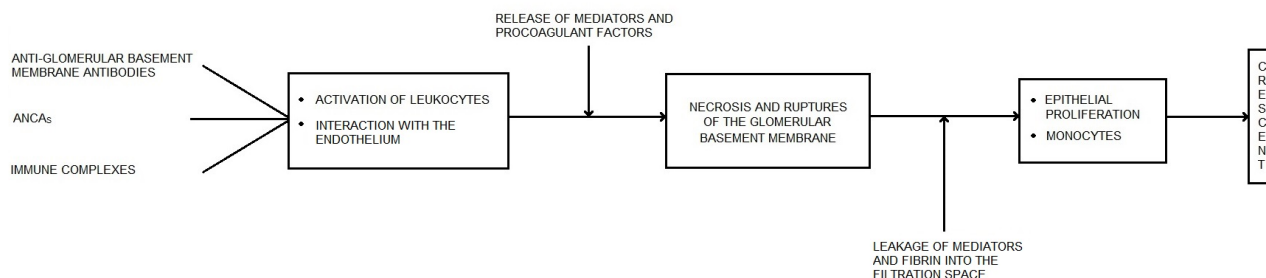 RELEASE OF MEDIATORS AND
PROCOAGULANT FACTORS
ANTI-GLOMERULAR BASEMENT
MEMBRANE ANTIBODIES
ANCAs
IMMUNE COMPLEXES
• ACTIVATION OF LEUKOCYTES
• INTERACTION WITH THE
ENDOTHELIUM
NECROSIS AND RUPTURES
OF THE GLOMERULAR
BASEMENT MEMBRANE
LEAKAGE OF MEDIATORS
AND FIBRIN INTO THE
FILTRATION SPACE
• EPITHELIAL
PROLIFERATION
• MONOCYTES
C
R
E
S
C
E
N
T